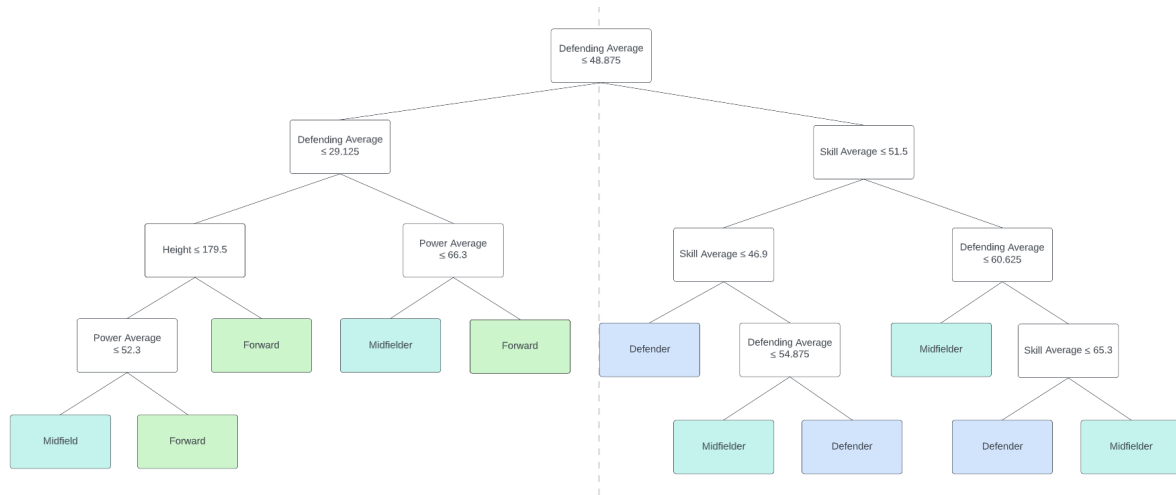 Defending Average
≤ 48.875
Defending Average
≤ 29.125
Skill Average ≤ 51.5
Height ≤ 179.5
Power Average
≤ 66.3
Skill Average ≤ 46.9
Defending Average
≤ 60.625
Power Average
≤ 52.3
Forward
Midfielder
Forward
Defender
Defending Average
≤ 54.875
Midfielder
Skill Average ≤ 65.3
Midfield
Forward
Midfielder
Defender
Defender
Midfielder